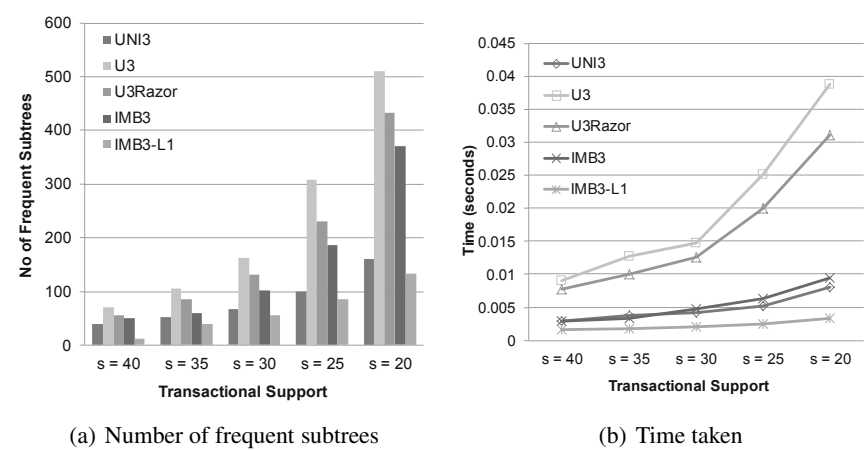 600
500
400
300
200
100
0
No of Frequent Subtrees
UNI3
U3
U3Razor
IMB3
IMB3-L1
s = 40 s = 35 s = 30 s = 25 s = 20
Transactional Support
(a) Number of frequent subtrees
0.045
0.04
0.035
0.03
0.025
0.02
0.015
0.01
0.005
0
Time (seconds)
UNI3
U3
U3Razor
IMB3
IMB3-L1
s = 40 s = 35 s = 30 s = 25 s = 20
Transactional Support
(b) Time taken